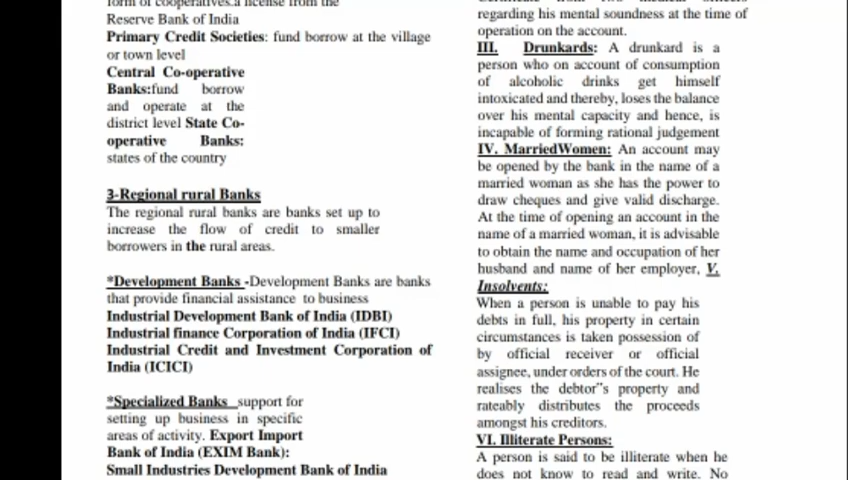 form of cooperatives.a license from the
Reserve Bank of India
Primary Credit Societies: fund borrow at the village
or town level
Central Co-operative
Banks:fund borrow
and operate at the
district level State Co-
operative Banks:
states of the country
3-Regional rural Banks
The regional rural banks are banks set up to
increase the flow of credit to smaller
borrowers in the rural areas.
*Development Banks -Development Banks are banks
that provide financial assistance to business
Industrial Development Bank of India (IDBI)
Industrial finance Corporation of India (IFCI)
Industrial Credit and Investment Corporation of
India (ICICI)
*Specialized Banks support for
setting up business in specific
areas of activity. Export Import
Bank of India (EXIM Bank):
Small Industries Development Bank of India
Certificate from two medical officers
regarding his mental soundness at the time of
operation on the account.
III. Drunkards: A drunkard is a
person who on account of consumption
of alcoholic drinks get himself
intoxicated and thereby, loses the balance
over his mental capacity and hence, is
incapable of forming rational judgement
IV. MarriedWomen: An account may
be opened by the bank in the name of a
married woman as she has the power to
draw cheques and give valid discharge.
At the time of opening an account in the
name of a married woman, it is advisable
to obtain the name and occupation of her
husband and name of her employer, V.
Insolvents:
When a person is unable to pay his
debts in full, his property in certain
circumstances is taken possession of
by official receiver or official
assignee, under orders of the court. He
realises the debtor"s property and
rateably distributes the proceeds
amongst his creditors.
VI. Illiterate Persons:
A person is said to be illiterate when he
does not know to read and write. No